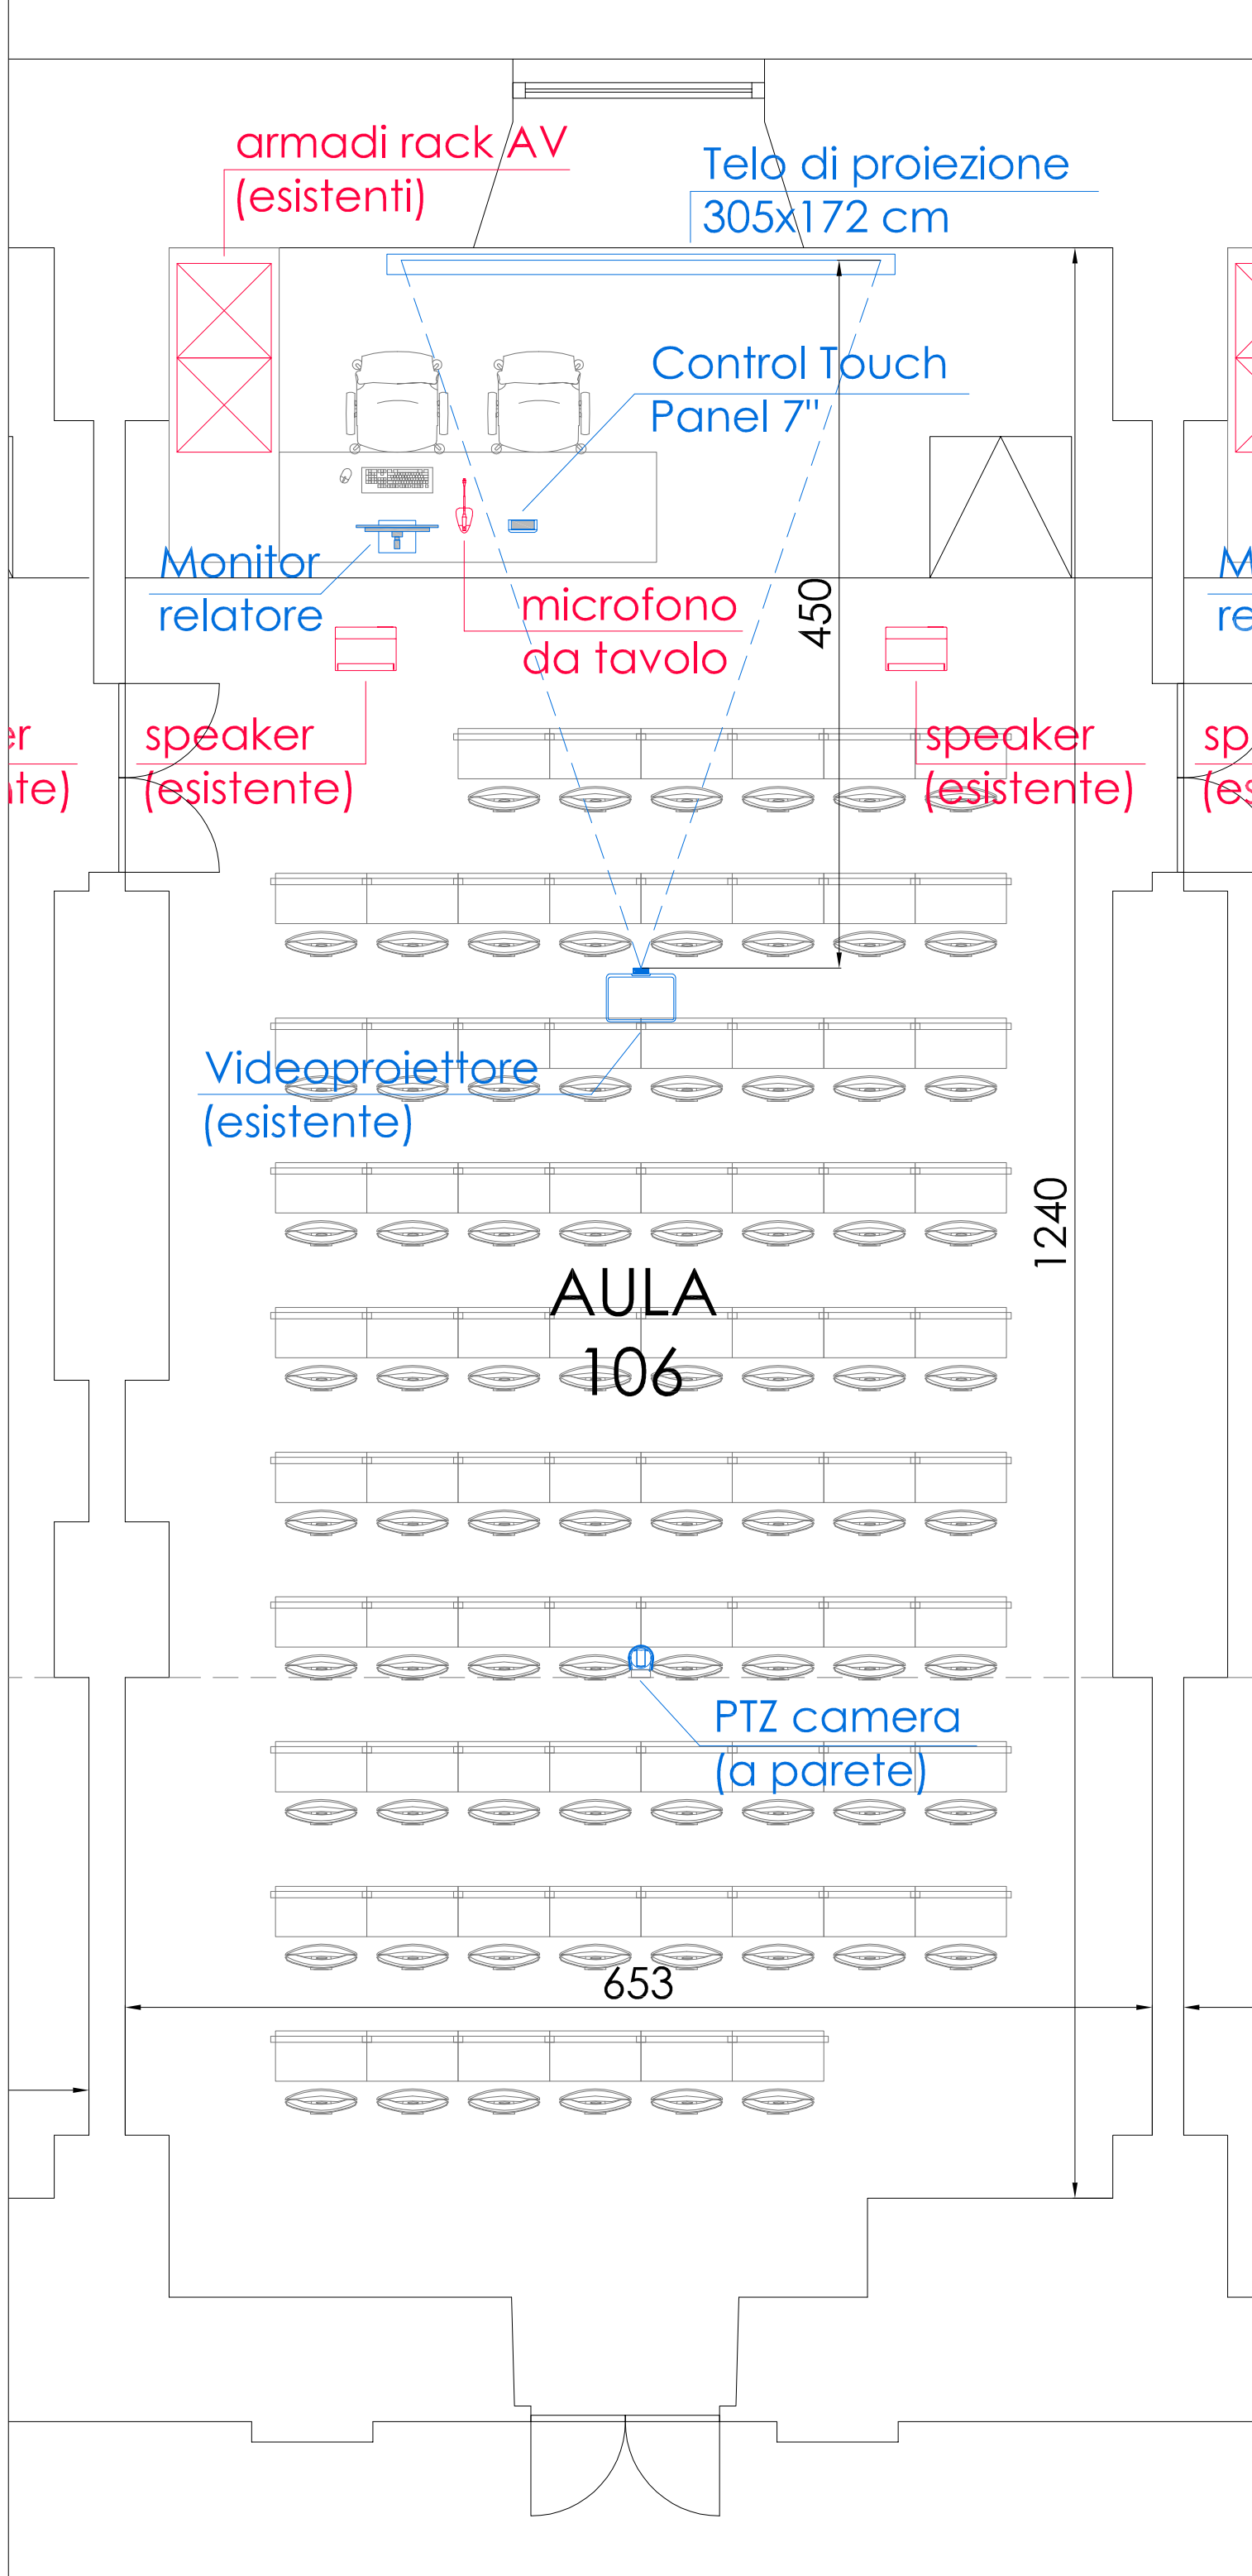 armadi rack AV
(esistenti)
Telo di proiezione
305x172 cm
Control Touch
Panel 7"
Monitor
relatore
microfono
da tavolo
450
speaker
(esistente)
speaker
(esistente)
Videoproiettore
(esistente)
1240
AULA
106
PTZ camera
(a parete)
653